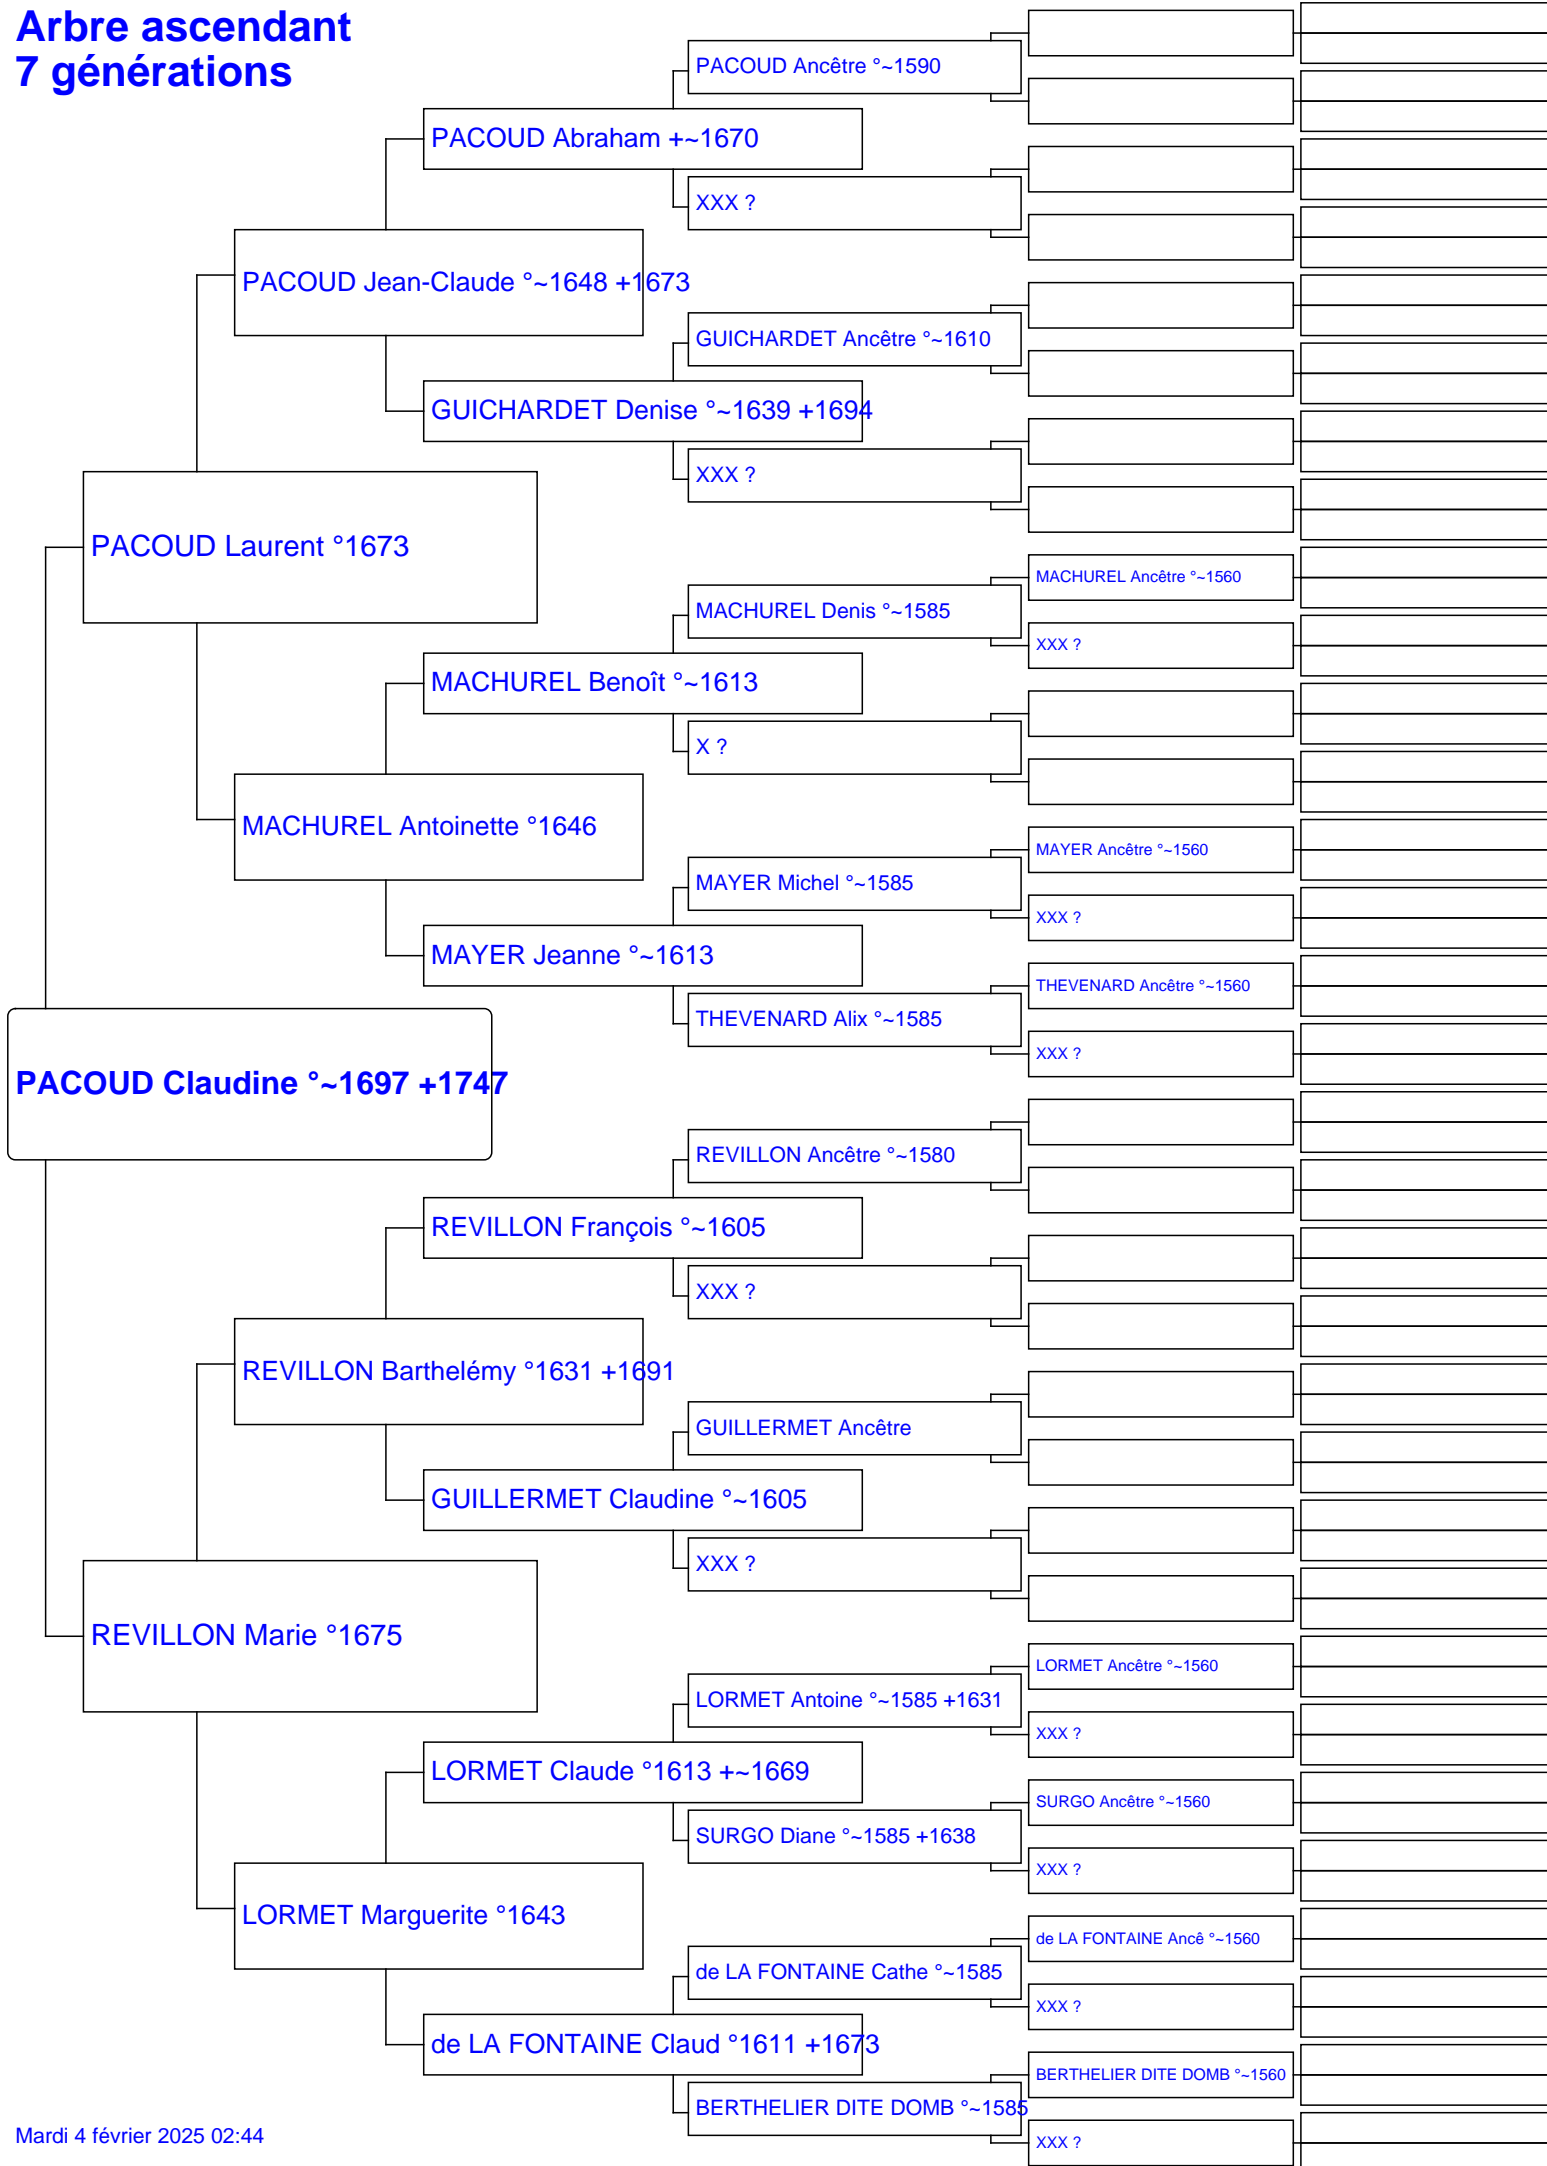 Arbre ascendant
7 générations
PACOUD Ancêtre °~1590
PACOUD Abraham +~1670
XXX ?
PACOUD Jean-Claude °~1648 +1673
GUICHARDET Ancêtre °~1610
GUICHARDET Denise °~1639 +1694
XXX ?
PACOUD Laurent °1673
MACHUREL Ancêtre °~1560
MACHUREL Denis °~1585
XXX ?
MACHUREL Benoît °~1613
X ?
MACHUREL Antoinette °1646
MAYER Ancêtre °~1560
MAYER Michel °~1585
XXX ?
MAYER Jeanne °~1613
THEVENARD Ancêtre °~1560
THEVENARD Alix °~1585
XXX ?
PACOUD Claudine °~1697 +1747
REVILLON Ancêtre °~1580
REVILLON François °~1605
XXX ?
REVILLON Barthelémy °1631 +1691
GUILLERMET Ancêtre
GUILLERMET Claudine °~1605
XXX ?
REVILLON Marie °1675
LORMET Ancêtre °~1560
LORMET Antoine °~1585 +1631
XXX ?
LORMET Claude °1613 +~1669
SURGO Ancêtre °~1560
SURGO Diane °~1585 +1638
XXX ?
LORMET Marguerite °1643
de LA FONTAINE Ancê °~1560
de LA FONTAINE Cathe °~1585
XXX ?
de LA FONTAINE Claud °1611 +1673
BERTHELIER DITE DOMB °~1560
BERTHELIER DITE DOMB °~1585
XXX ?
Mardi 4 février 2025 02:44